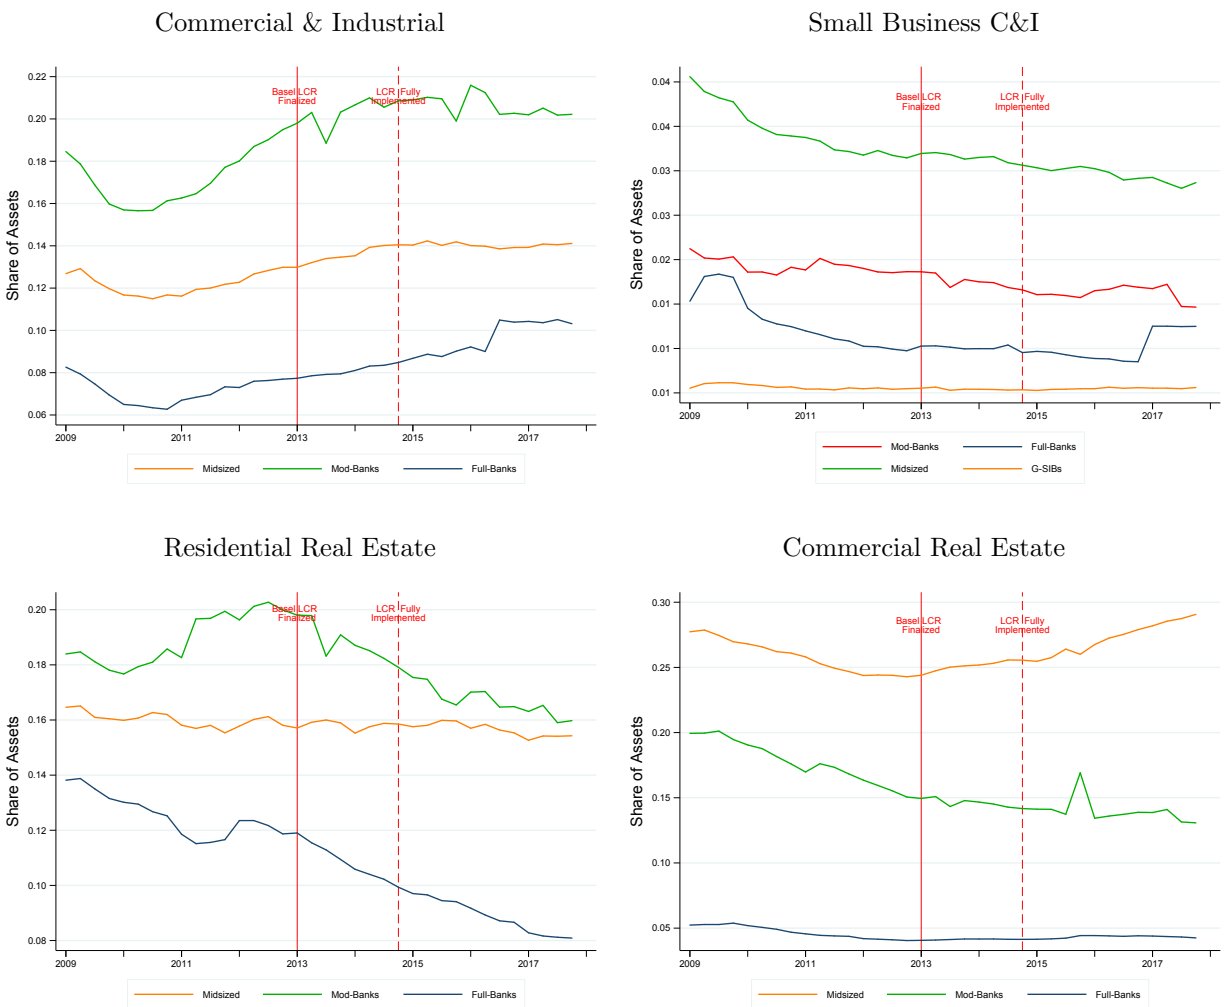 Commercial & Industrial
Share of Assets
0.22
0.20
0.18
0.16
0.14
0.12
0.10
0.08
0.06
Basel LCR
Finalized
LCR Fully
Implemented
2009
2011
2013
2015
2017
Midsized
Mod-Banks
Full-Banks
Small Business C&I
Share of Assets
0.04
0.04
0.03
0.03
0.02
0.01
0.01
0.01
Basel LCR
Finalized
LCR Fully
Implemented
2009
2011
2013
2015
2017
Mod-Banks
Full-Banks
Midsized
G-SIBs
Residential Real Estate
Share of Assets
0.20
0.18
0.16
0.14
0.12
0.10
0.08
Basel LCR
Finalized
LCR Fully
Implemented
2009
2011
2013
2015
2017
Midsized
Mod-Banks
Full-Banks
Commercial Real Estate
Share of Assets
0.30
0.25
0.20
0.15
0.10
0.05
Basel LCR
Finalized
LCR Fully
Implemented
2009
2011
2013
2015
2017
Midsized
Mod-Banks
Full-Banks